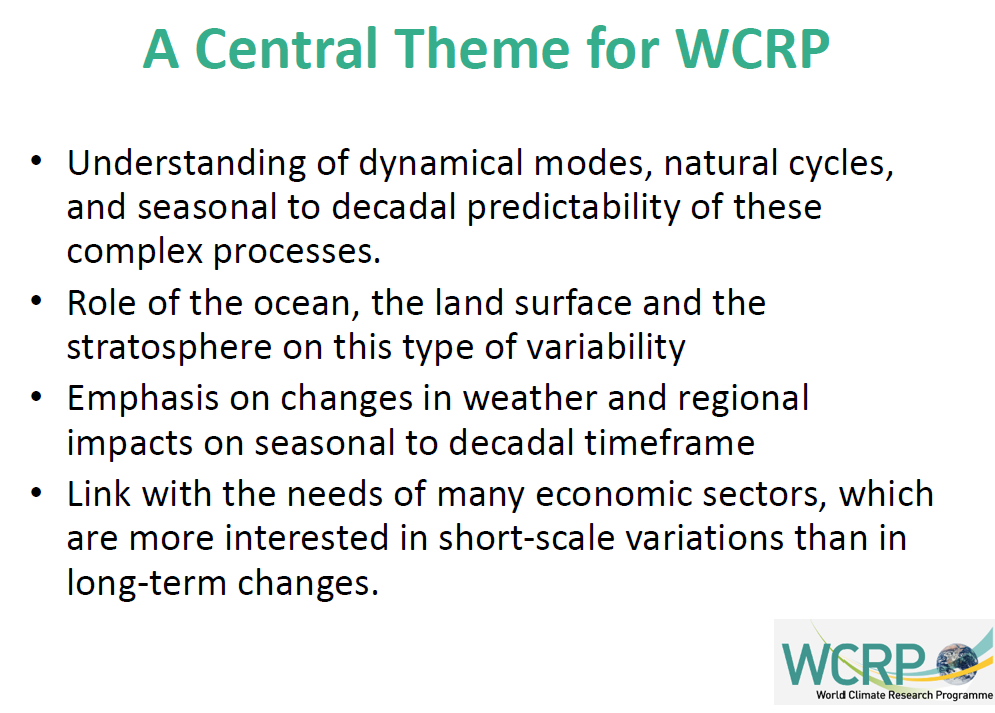 A Central Theme for WCRP
• Understanding of dynamical modes, natural cycles,
and seasonal to decadal predictability of these
complex processes.
• Role of the ocean, the land surface and the
stratosphere on this type of variability
• Emphasis on changes in weather and regional
impacts on seasonal to decadal timeframe
• Link with the needs of many economic sectors, which
are more interested in short-scale variations than in
long-term changes.
WCRP
World Climate Research Programme